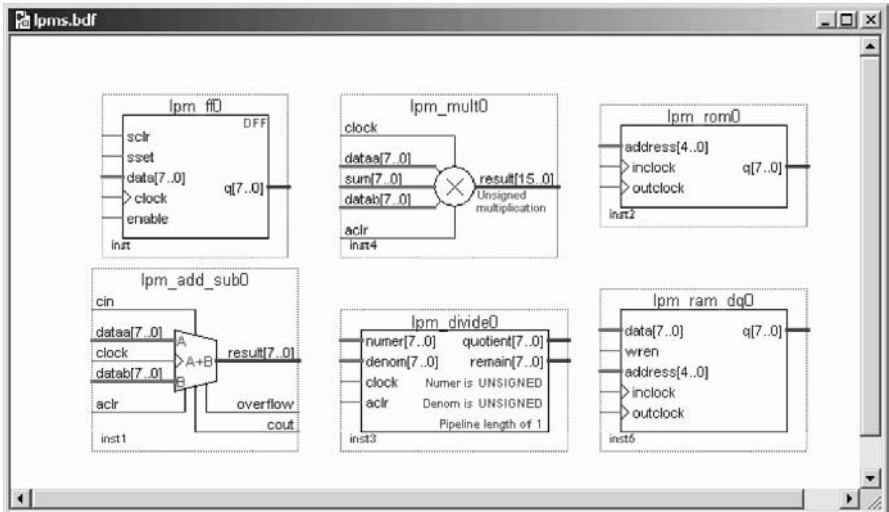 lpms.bdf
lpm_ff0
DFF
sclr
sset
data[7..0]
q[7..0]
clock
enable
inst
lpm_mult0
clock
dataa[7..0]
sum[7..0]
result[15..0]
datab[7..0]
Unsigned
multiplication
aclr
inst4
lpm_rom0
address[4..0]
inclock
q[7..0]
outclock
inst2
lpm_add_sub0
cin
dataa[7..0]
A
clock
A+B
result[7..0]
datab[7..0]
B
aclr
overflow
cout
inst1
lpm_divide0
numer[7..0]
quotient[7..0]
denom[7..0]
remain[7..0]
clock
Numer is UNSIGNED
aclr
Denom is UNSIGNED
Pipeline length of 1
inst3
lpm_ram_dq0
data[7..0]
q[7..0]
wren
address[4..0]
inclock
outclock
inst6